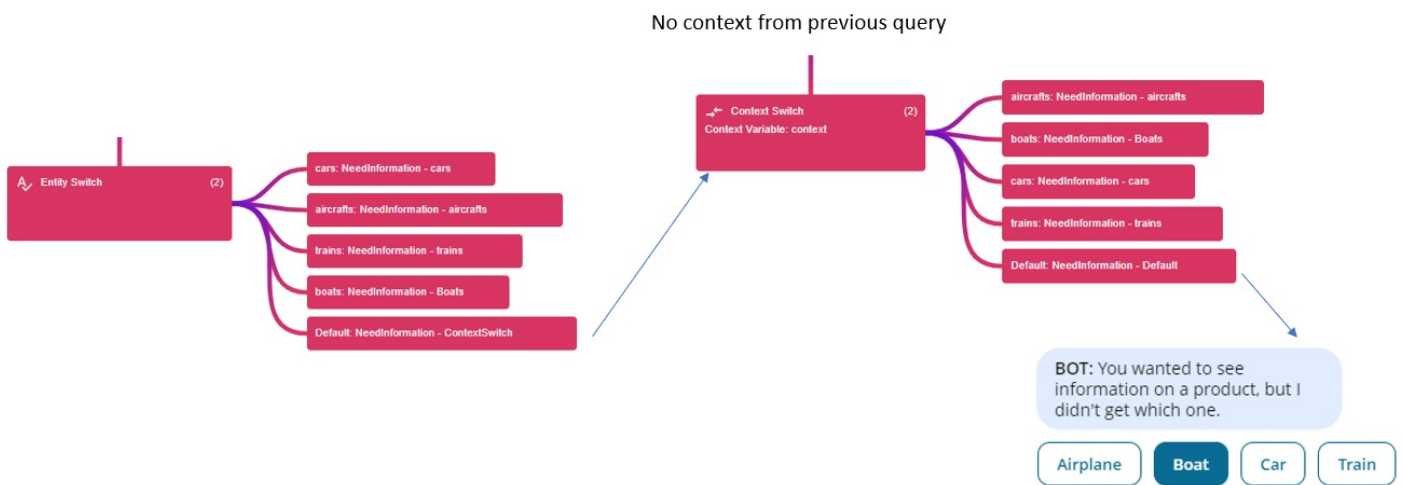 No context from previous query
Entity Switch (2)
cars: NeedInformation - cars
aircrafts: NeedInformation - aircrafts
trains: NeedInformation - trains
boats: NeedInformation - Boats
Default: NeedInformation - ContextSwitch
Context Switch (2)
Context Variable: context
aircrafts: NeedInformation - aircrafts
boats: NeedInformation - Boats
cars: NeedInformation - cars
trains: NeedInformation - trains
Default: NeedInformation - Default
BOT: You wanted to see
information on a product, but I
didn't get which one.
Airplane Boat Car Train